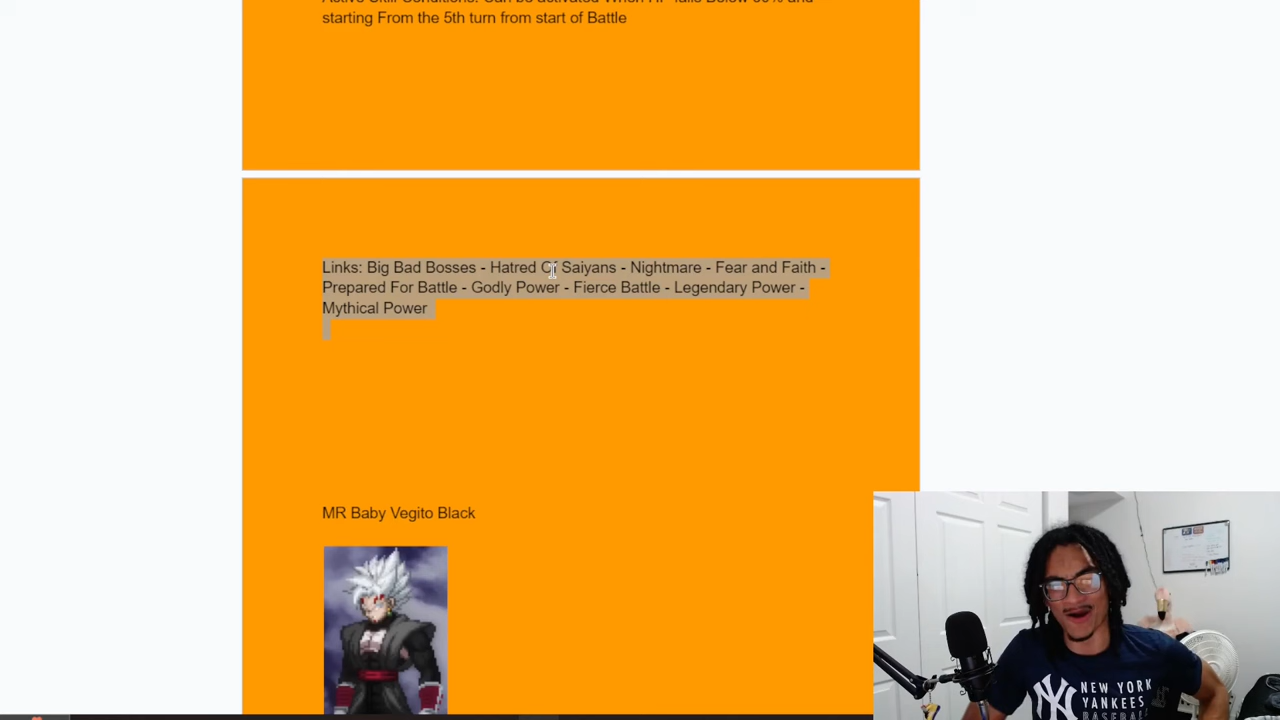 starting From the 5th turn from start of Battle
Links: Big Bad Bosses - Hatred Of Saiyans - Nightmare - Fear and Faith -
Prepared For Battle - Godly Power - Fierce Battle - Legendary Power -
Mythical Power
MR Baby Vegito Black
NEW YORK
YANKEES
BASEBALL